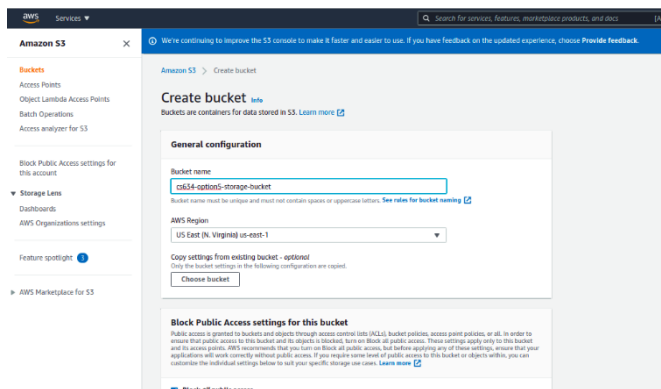 aws
Services ▼
Search for services, features, marketplace products, and docs
Amazon S3
We're continuing to improve the S3 console to make it faster and easier to use. If you have feedback on the updated experience, choose Provide feedback.
Buckets
Access Points
Object Lambda Access Points
Batch Operations
Access analyzer for S3
Block Public Access settings for
this account
▼ Storage Lens
Dashboards
AWS Organizations settings
Feature spotlight 1
▶ AWS Marketplace for S3
Amazon S3 > Create bucket
Create bucket Info
Buckets are containers for data stored in S3. Learn more
General configuration
Bucket name
cs634-option5-storage-bucket
Bucket name must be unique and must not contain spaces or uppercase letters. See rules for bucket naming
AWS Region
US East (N. Virginia) us-east-1
Copy settings from existing bucket - optional
Only the bucket settings in the following configuration are copied.
Choose bucket
Block Public Access settings for this bucket
Public access is granted to buckets and objects through access control lists (ACLs), bucket policies, access point policies, or all. In order to
ensure that public access to this bucket and its objects is blocked, turn on Block all public access. These settings apply only to this bucket
and its access points. AWS recommends that you turn on Block all public access, but before applying any of these settings, ensure that your
applications will work correctly without public access. If you require some level of public access to this bucket or objects within, you can
customize the individual settings below to suit your specific storage use cases. Learn more